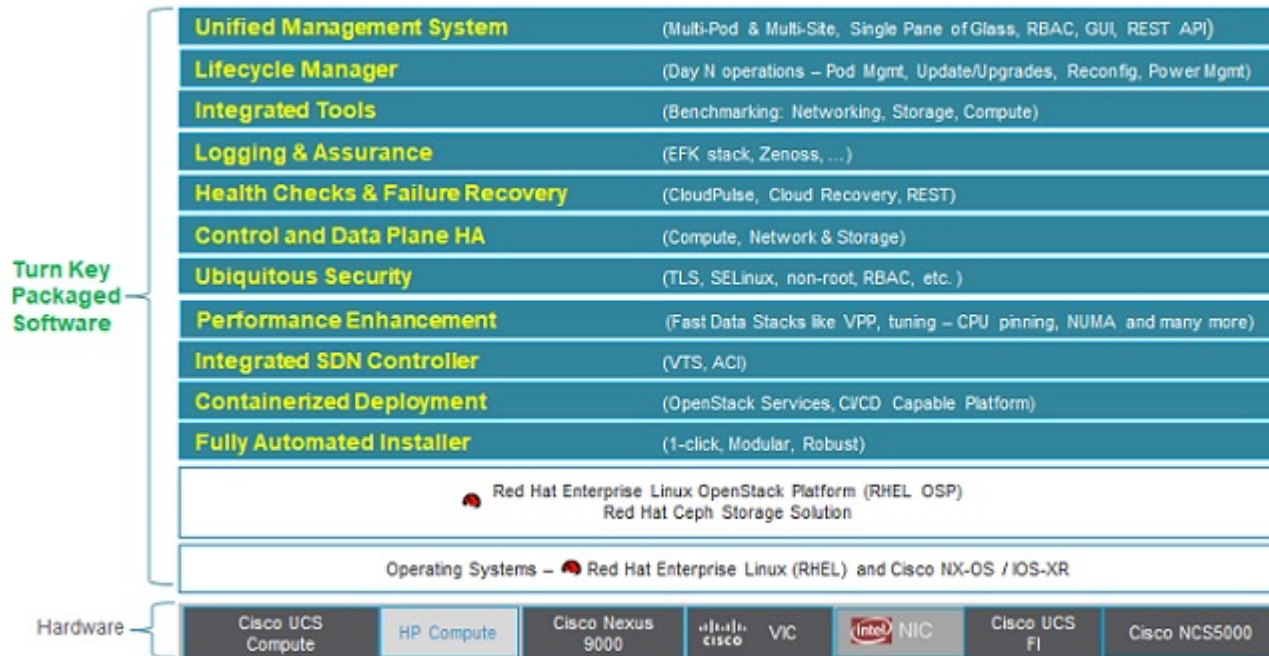 Unified Management System (Multi-Pod & Multi-Site, Single Pane of Glass, RBAC, GUI, REST API)
Lifecycle Manager (Day N operations – Pod Mgmt, Update/Upgrades, Reconfig, Power Mgmt)
Integrated Tools (Benchmarking: Networking, Storage, Compute)
Logging & Assurance (EFK stack, Zenoss, ...)
Health Checks & Failure Recovery (CloudPulse, Cloud Recovery, REST)
Control and Data Plane HA (Compute, Network & Storage)
Ubiquitous Security (TLS, SELinux, non-root, RBAC, etc. )
Performance Enhancement (Fast Data Stacks like VPP, tuning – CPU pinning, NUMA and many more)
Integrated SDN Controller (VTS, ACI)
Containerized Deployment (OpenStack Services, CI/CD Capable Platform)
Fully Automated Installer (1-click, Modular, Robust)
Turn Key
Packaged
Software
Red Hat Enterprise Linux OpenStack Platform (RHEL OSP)
Red Hat Ceph Storage Solution
Operating Systems – Red Hat Enterprise Linux (RHEL) and Cisco NX-OS / IOS-XR
Hardware
Cisco UCS
Compute
HP Compute
Cisco Nexus
9000
CISCO VIC
intel NIC
Cisco UCS
FI
Cisco NCS5000